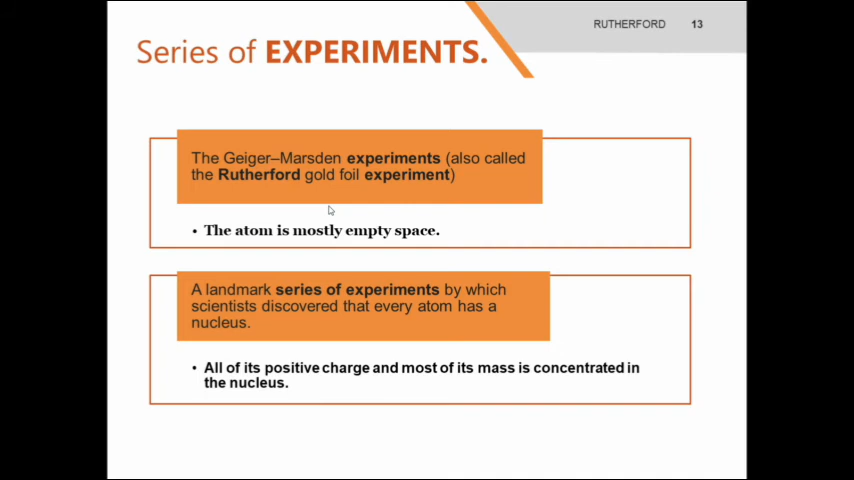 RUTHERFORD 13
Series of EXPERIMENTS.
The Geiger–Marsden experiments (also called
the Rutherford gold foil experiment)
• The atom is mostly empty space.
A landmark series of experiments by which
scientists discovered that every atom has a
nucleus.
• All of its positive charge and most of its mass is concentrated in
the nucleus.